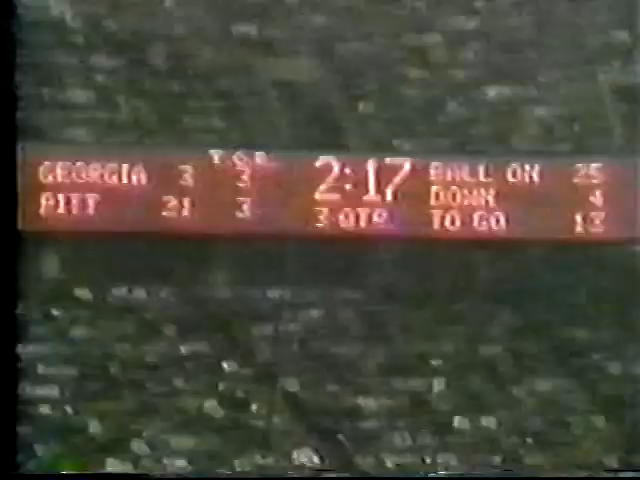 T.O.L.
GEORGIA 3 3 2:17 BALL ON 25
DOWN 4
PITT 21 3 3 QTR TO GO 13